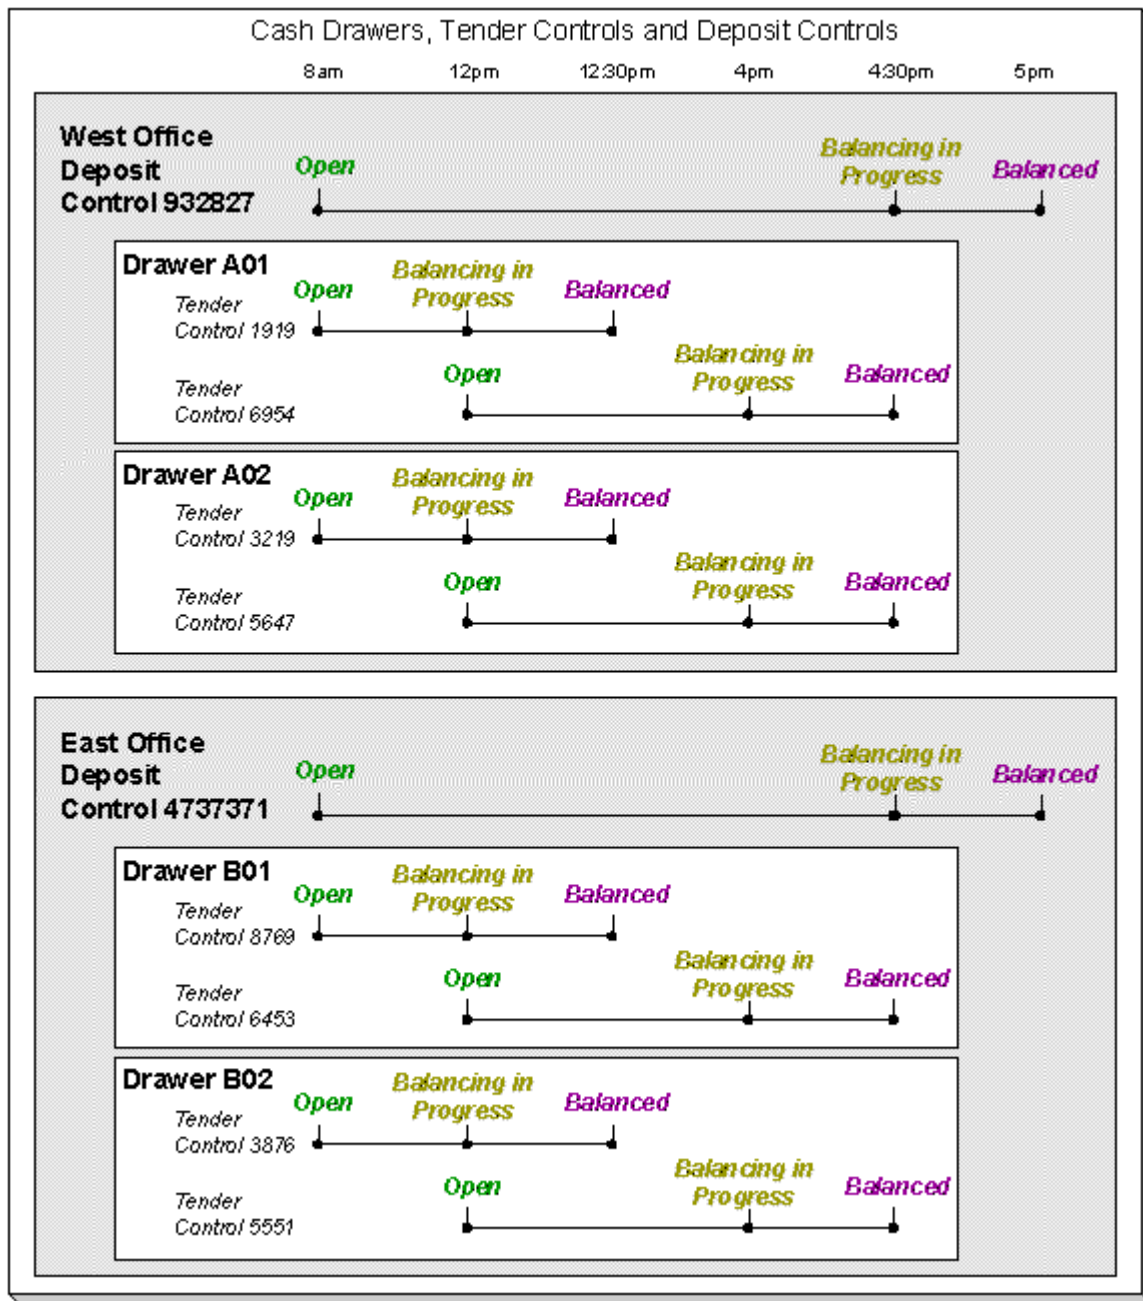 Cash Drawers, Tender Controls and Deposit Controls
8am 12pm 12:30pm 4pm 4:30pm 5pm
West Office
Deposit
Control 932827
Open
Balancing in
Progress
Balanced
Drawer A01
Tender
Control 1919
Open
Balancing in
Progress
Balanced
Tender
Control 6954
Open
Balancing in
Progress
Balanced
Drawer A02
Tender
Control 3219
Open
Balancing in
Progress
Balanced
Tender
Control 5647
Open
Balancing in
Progress
Balanced
East Office
Deposit
Control 4737371
Open
Balancing in
Progress
Balanced
Drawer B01
Tender
Control 8769
Open
Balancing in
Progress
Balanced
Tender
Control 6453
Open
Balancing in
Progress
Balanced
Drawer B02
Tender
Control 3876
Open
Balancing in
Progress
Balanced
Tender
Control 5551
Open
Balancing in
Progress
Balanced